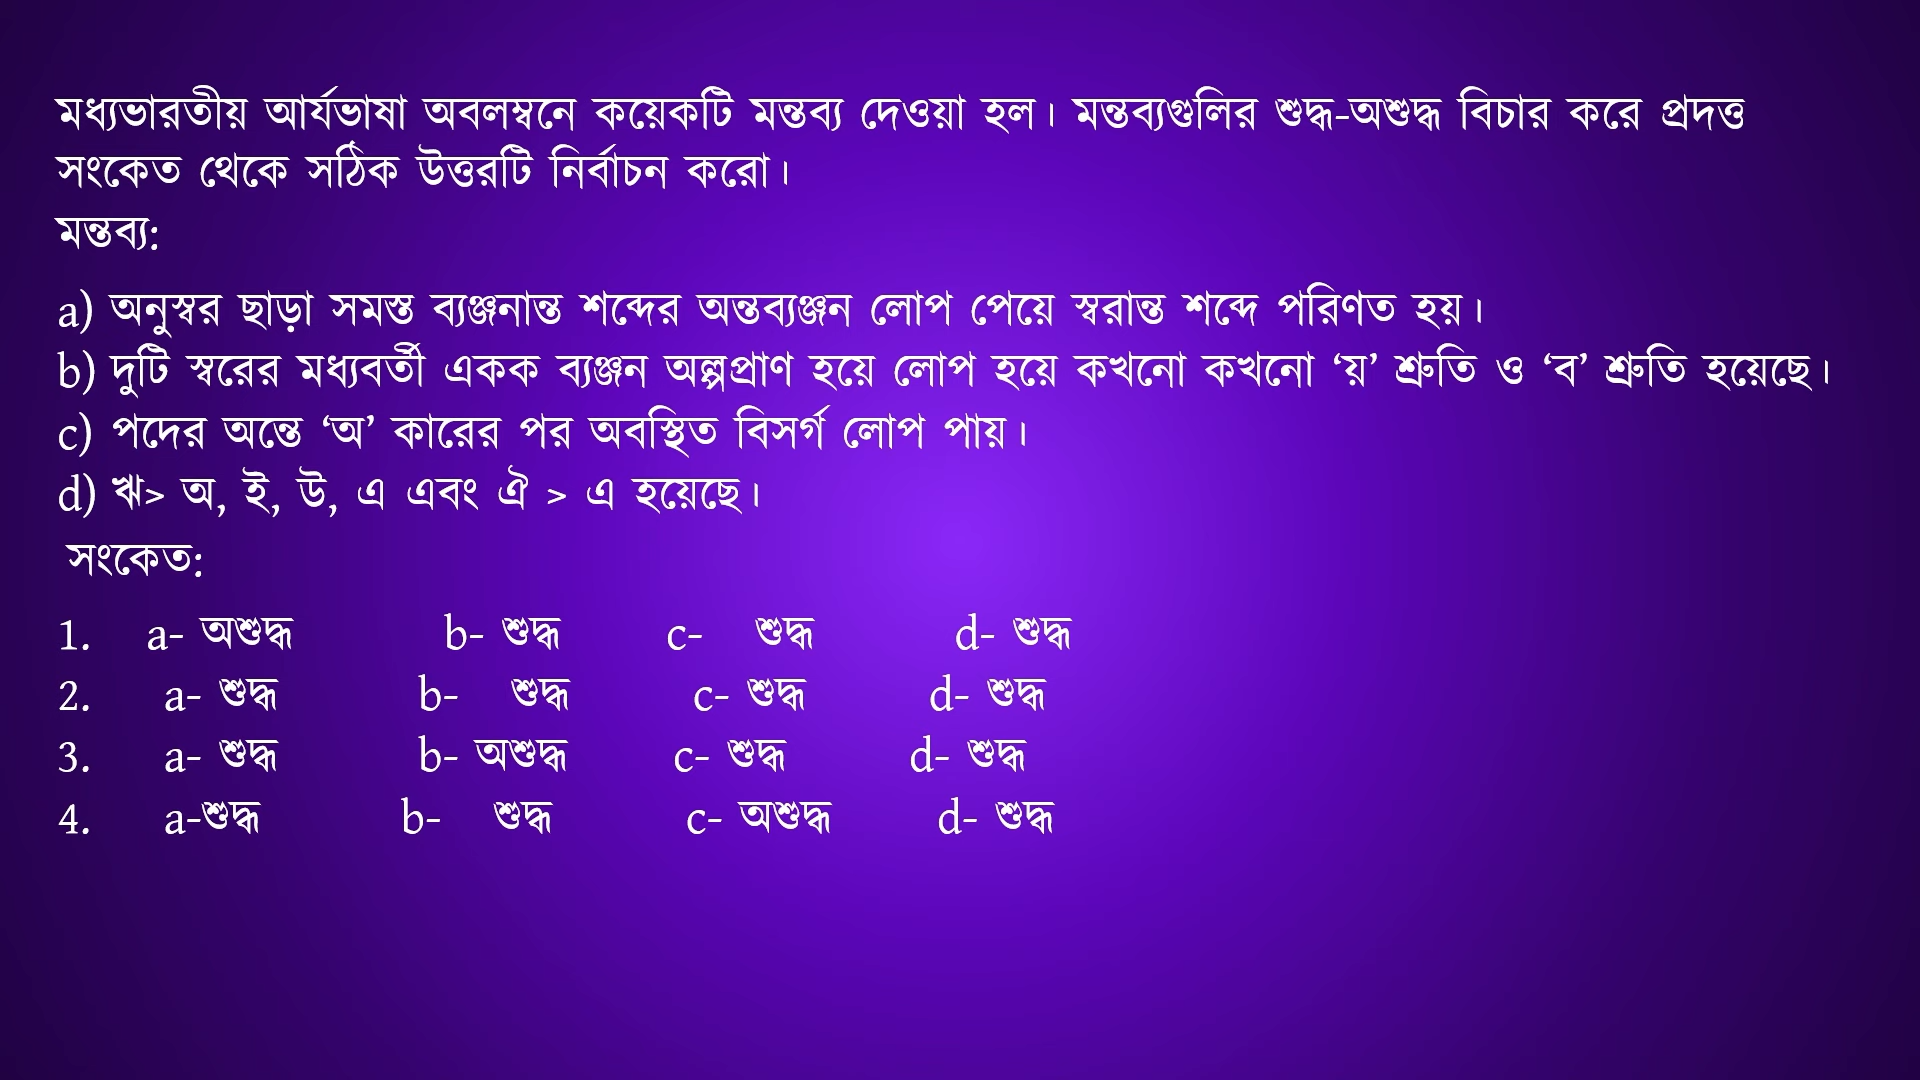 মধ্যভারতীয় আর্যভাষা অবলম্বনে কয়েকটি মন্তব্য দেওয়া হল। মন্তব্যগুলির শুদ্ধ-অশুদ্ধ বিচার করে প্রদত্ত
সংকেত থেকে সঠিক উত্তরটি নির্বাচন করো।
মন্তব্য:
a) অনুস্বর ছাড়া সমস্ত ব্যঞ্জনান্ত শব্দের অন্তব্যঞ্জন লোপ পেয়ে স্বরান্ত শব্দে পরিণত হয়।
b) দুটি স্বরের মধ্যবর্তী একক ব্যঞ্জন অল্পপ্রাণ হয়ে লোপ হয়ে কখনো কখনো ‘য়’ শ্রুতি ও ‘ব’ শ্রুতি হয়েছে।
c) পদের অন্তে ‘অ’ কারের পর অবস্থিত বিসর্গ লোপ পায়।
d) ঋ> অ, ই, উ, এ এবং ঐ > এ হয়েছে।
সংকেত:
1. a- অশুদ্ধ b- শুদ্ধ c- শুদ্ধ d- শুদ্ধ
2. a- শুদ্ধ b- শুদ্ধ c- শুদ্ধ d- শুদ্ধ
3. a- শুদ্ধ b- অশুদ্ধ c- শুদ্ধ d- শুদ্ধ
4. a-শুদ্ধ b- শুদ্ধ c- অশুদ্ধ d- শুদ্ধ